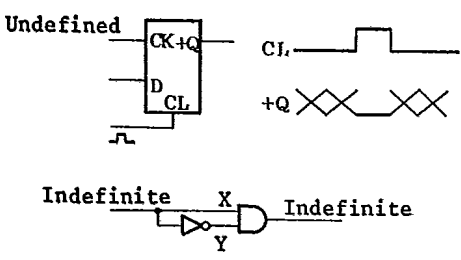 Undefined
CK +Q
D
CL
CL
+Q
Indefinite
X
Indefinite
Y